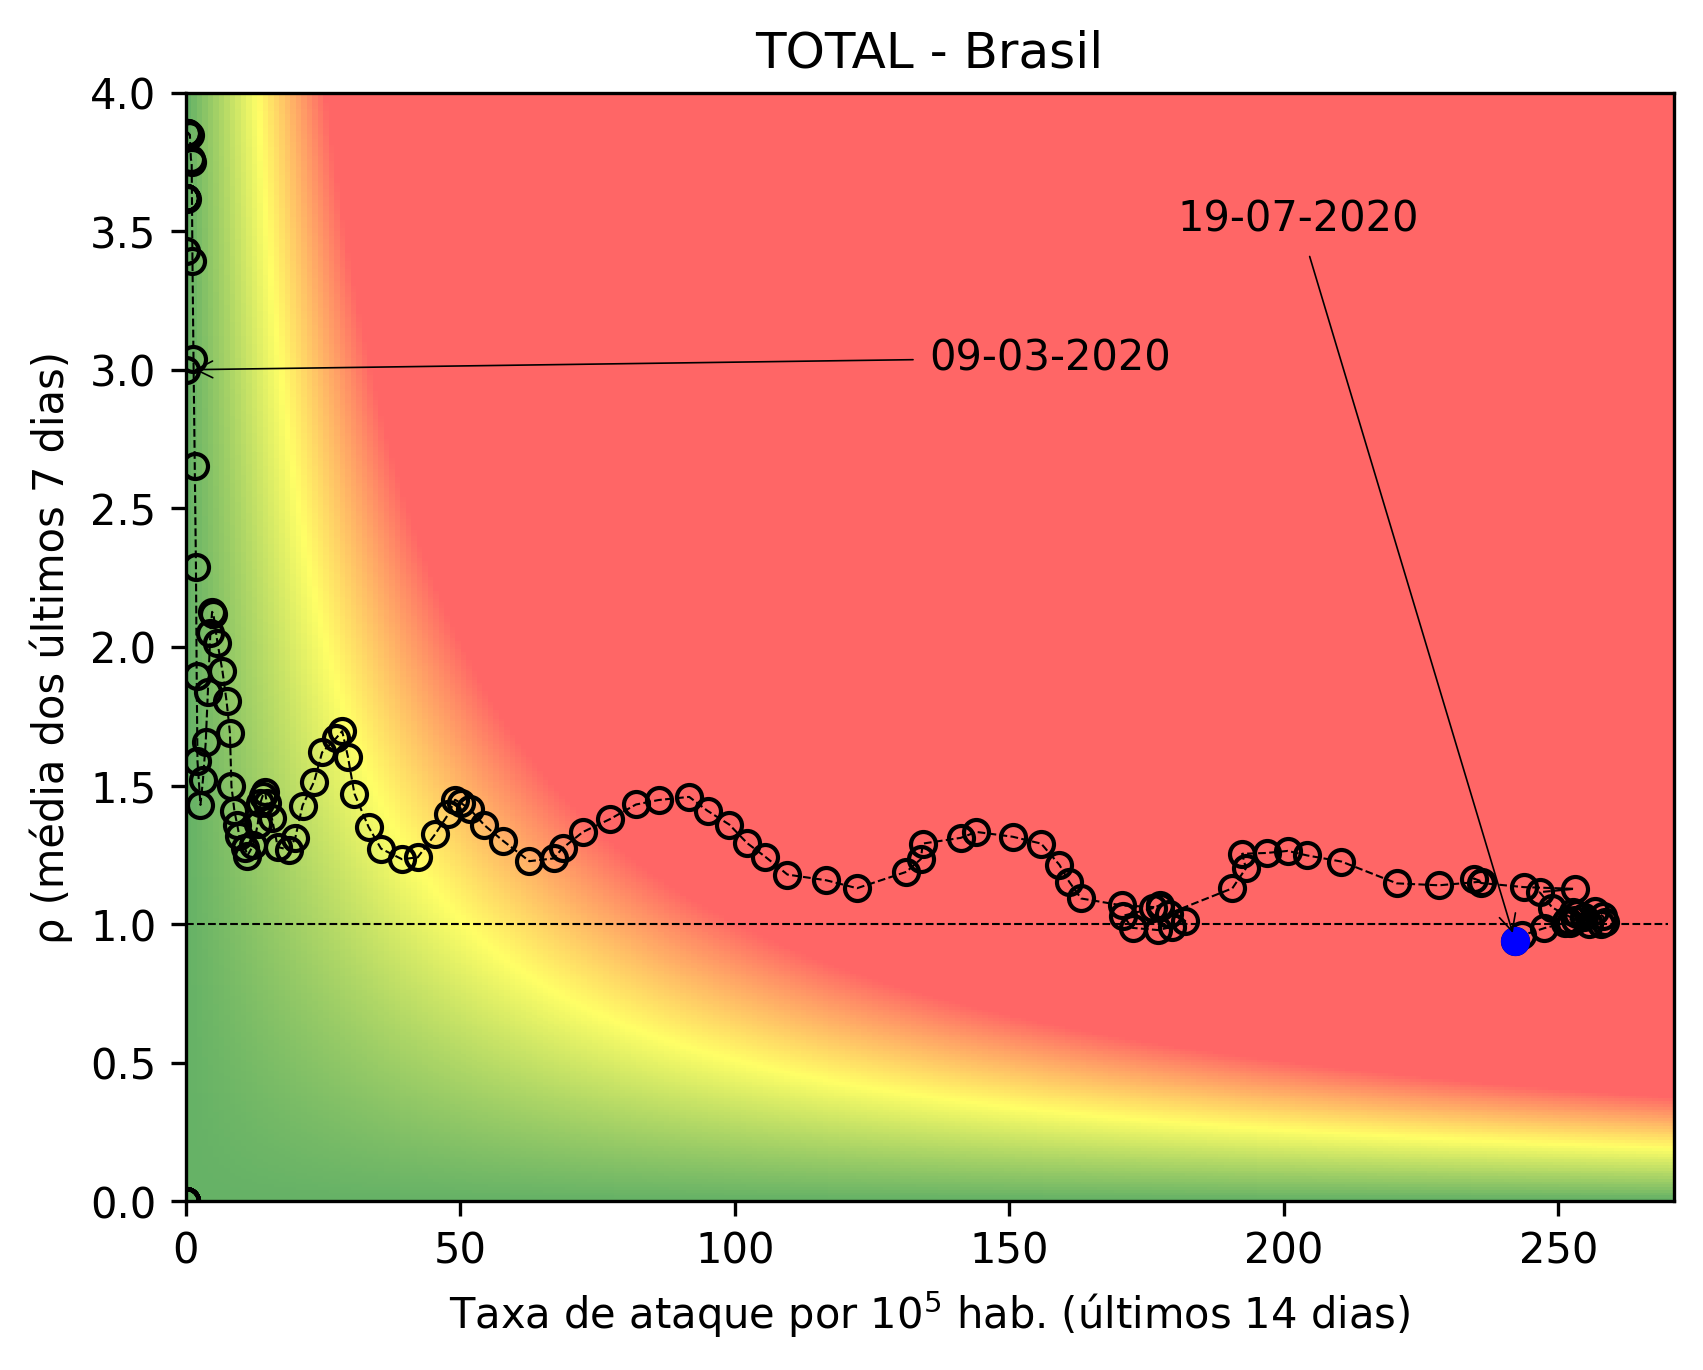 TOTAL - Brasil
4.0
3.5
3.0
2.5
2.0
1.5
1.0
0.5
0.0
ρ (média dos últimos 7 dias)
19-07-2020
09-03-2020
0 50 100 150 200 250
Taxa de ataque por 10⁵ hab. (últimos 14 dias)